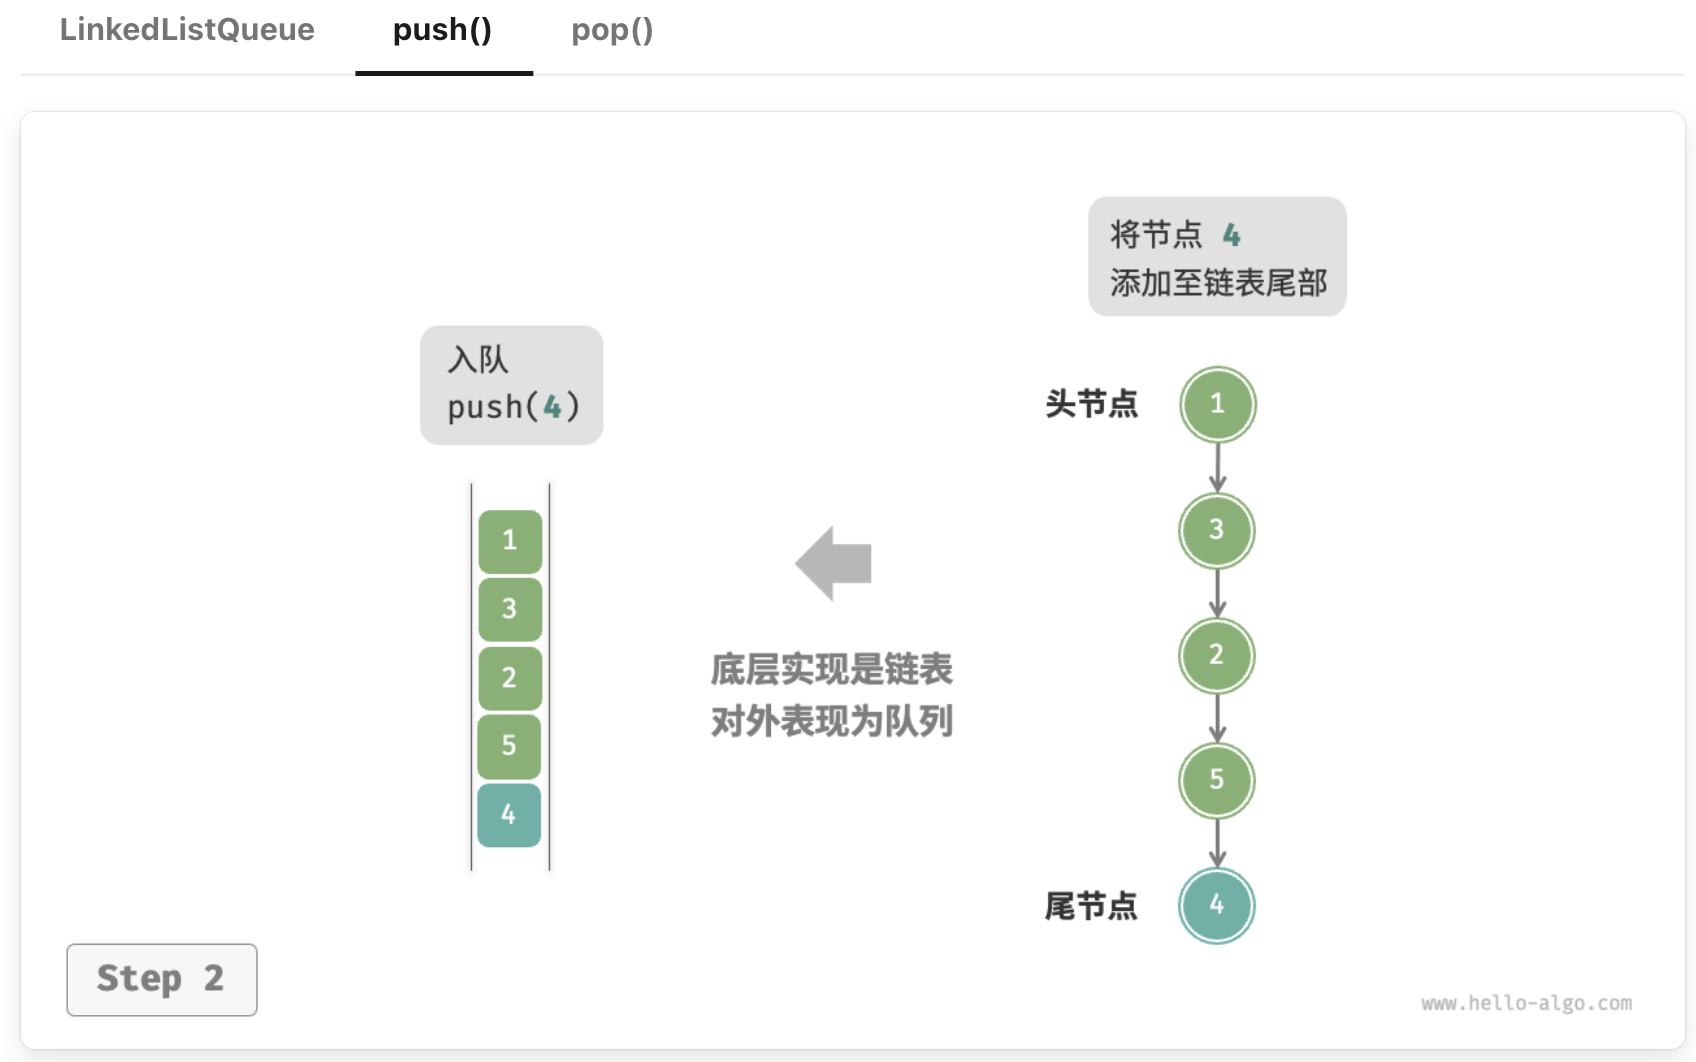 LinkedListQueue
push()
pop()
将节点 4
添加至链表尾部
入队
push(4)
头节点
1
3
2
5
尾节点
4
1
3
2
5
4
底层实现是链表
对外表现为队列
Step 2
www.hello-algo.com